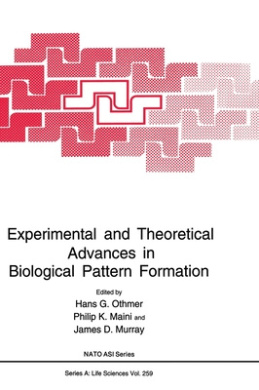 Experimental and Theoretical
Advances in
Biological Pattern Formation
Edited by
Hans G. Othmer
Philip K. Maini and
James D. Murray
NATO ASI Series
Series A: Life Sciences Vol. 259